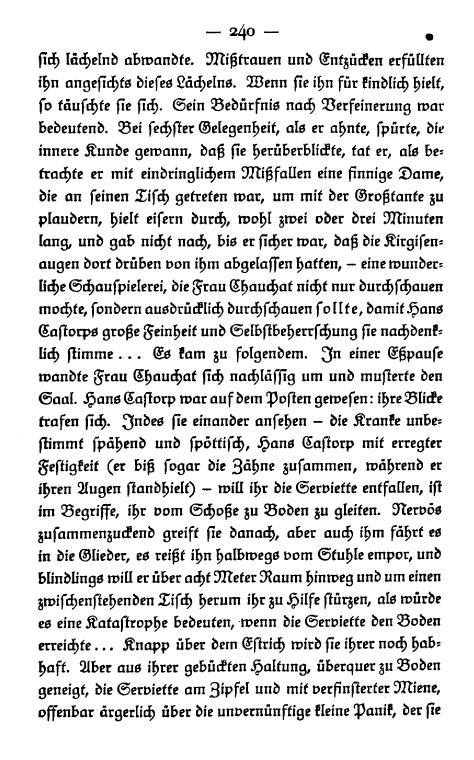 — 240 —
sich lächelnd abwandte. Mißtrauen und Entzücken erfüllten
ihn angesichts dieses Lächelns. Wenn sie ihn für kindlich hielt,
so täuschte sie sich. Sein Bedürfnis nach Verfeinerung war
bedeutend. Bei sechster Gelegenheit, als er ahnte, spürte, die
innere Kunde gewann, daß sie herüberblickte, tat er, als be-
trachte er mit eindringlichem Mißfallen eine finnige Dame,
die an seinen Tisch getreten war, um mit der Großtante zu
plaudern, hielt eisern durch, wohl zwei oder drei Minuten
lang, und gab nicht nach, bis er sicher war, daß die Kirgisen-
augen dort drüben von ihm abgelassen hatten, – eine wunder-
liche Schauspielerei, die Frau Chauchat nicht nur durchschauen
mochte, sondern ausdrücklich durchschauen sollte, damit Hans
Castorps große Feinheit und Selbstbeherrschung sie nachdenk-
lich stimme... Es kam zu folgendem. In einer Eßpause
wandte Frau Chauchat sich nachlässig um und musterte den
Saal. Hans Castorp war auf dem Posten gewesen: ihre Blicke
trafen sich. Indes sie einander ansehen – die Kranke unbe-
stimmt spähend und spöttisch, Hans Castorp mit erregter
Festigkeit (er biß sogar die Zähne zusammen, während er
ihren Augen standhielt) – will ihr die Serviette entfallen, ist
im Begriffe, ihr vom Schoße zu Boden zu gleiten. Nervös
zusammenzuckend greift sie danach, aber auch ihm fährt es
in die Glieder, es reißt ihn halbwegs vom Stuhle empor, und
blindlings will er über acht Meter Raum hinweg und um einen
zwischenstehenden Tisch herum ihr zu Hilfe stürzen, als würde
es eine Katastrophe bedeuten, wenn die Serviette den Boden
erreichte... Knapp über dem Estrich wird sie ihrer noch hab-
haft. Aber aus ihrer gebückten Haltung, überquer zu Boden
geneigt, die Serviette am Zipfel und mit verfinsterter Miene,
offenbar ärgerlich über die unvernünftige kleine Panik, der sie